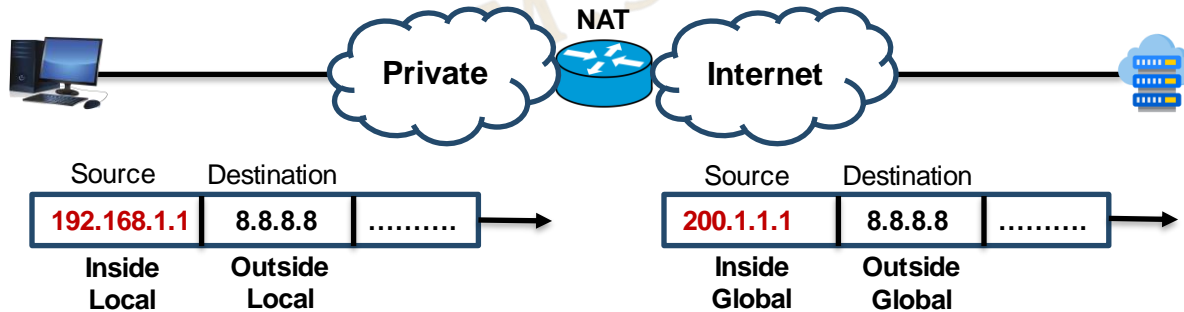 NAT
Private
Internet
Source Destination
192.168.1.1 8.8.8.8 ..........
Inside Local Outside Local
Source Destination
200.1.1.1 8.8.8.8 ..........
Inside Global Outside Global